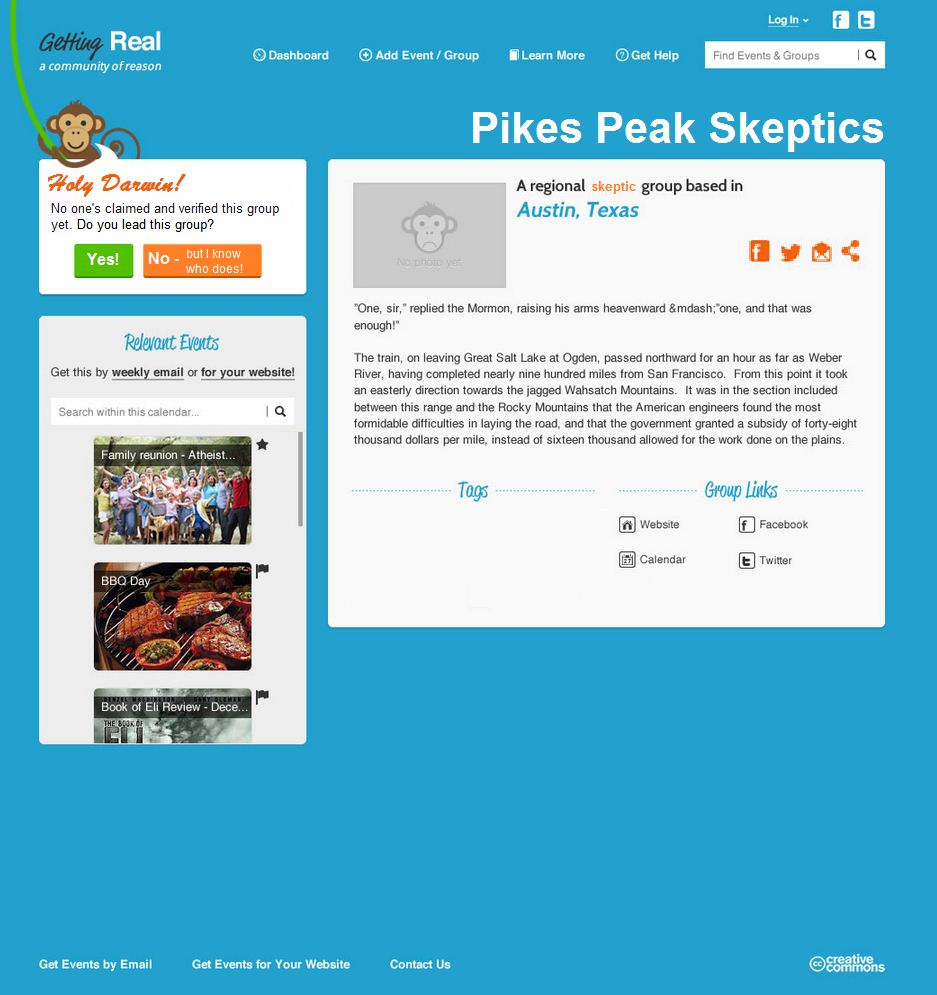 Log In
Getting Real
a community of reason
Dashboard
Add Event / Group
Learn More
Get Help
Find Events & Groups
Pikes Peak Skeptics
Holy Darwin!
No one's claimed and verified this group
yet. Do you lead this group?
Yes!
No - but I know
who does!
Relevant Events
Get this by weekly email or for your website!
Search within this calendar...
Family reunion - Atheist...
BBQ Day
Book of Eli Review - Dece...
THE BOOK OF
ELI
A regional skeptic group based in
Austin, Texas
No photo yet
"One, sir,” replied the Mormon, raising his arms heavenward &mdash;”one, and that was
enough!”
The train, on leaving Great Salt Lake at Ogden, passed northward for an hour as far as Weber
River, having completed nearly nine hundred miles from San Francisco.  From this point it took
an easterly direction towards the jagged Wahsatch Mountains.  It was in the section included
between this range and the Rocky Mountains that the American engineers found the most
formidable difficulties in laying the road, and that the government granted a subsidy of forty-eight
thousand dollars per mile, instead of sixteen thousand allowed for the work done on the plains.
Tags
Group Links
Website
Facebook
Calendar
Twitter
Get Events by Email
Get Events for Your Website
Contact Us
cc creative
commons